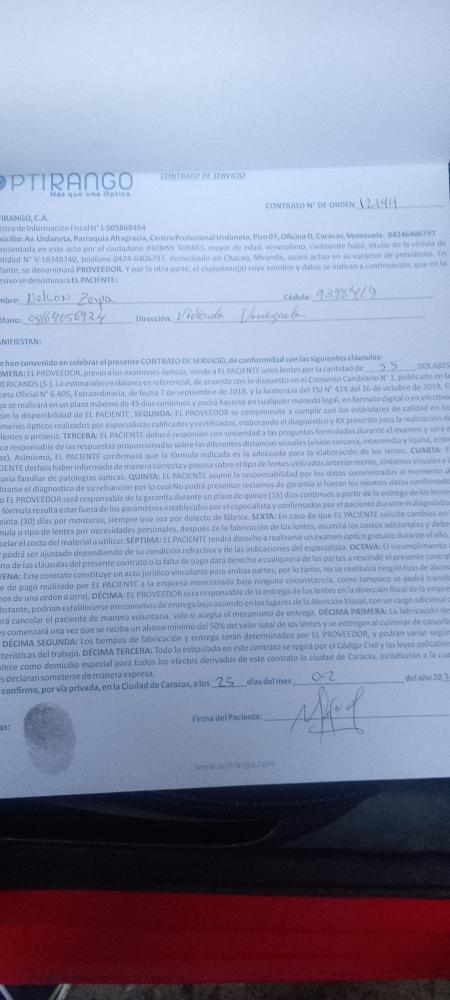 OPTIRANGO
Más que una Óptica
CONTRATO DE SERVICIO
CONTRATO N° DE ORDEN 12144
TIRANGO, C.A.
istro de Información Fiscal N° J-505868454
micilio: Av. Urdaneta, Parroquia Altagracia, Centro Profesional Urdaneta, Piso 07, Oficina D, Caracas, Venezuela. 04246406797
resentada en este acto por el ciudadano JHONNY TORRES, mayor de edad, venezolano, civilmente hábil, titular de la cédula de
ntidad N° V-18348340, teléfono 0424-6406797, domiciliado en Chacao, Miranda, quien actúa en su carácter de presidente. En
lante, se denominará PROVEEDOR. Y por la parte otra, el ciudadano(a) cuyo nombre y datos se indican a continuación, que en lo
esivo se denominará EL PACIENTE:
mbre: Nelson Zerpa Cédula: 9385419
éfono: 04169056924 Dirección: Vivienda Venezuela
ANIFIESTAN:
e han convenido en celebrar el presente CONTRATO DE SERVICIO, de conformidad con las siguientes cláusulas:
IMERA: EL PROVEEDOR, previo a los exámenes ópticos, vende a EL PACIENTE unos lentes por la cantidad de 55 DÓLARES
ERICANOS ($-). La estimación en dólares es referencial, de acuerdo con lo dispuesto en el Convenio Cambiario N° 1, publicado en la
ceta Oficial N° 6.405, Extraordinaria, de fecha 7 de septiembre de 2018, y la Sentencia del TSJ N° 424 del 16 de octubre de 2019. El
go se realizará en un plazo máximo de 45 días continuos y podrá hacerse en cualquier moneda legal, en formato digital o en efectivo
gún la disponibilidad de EL PACIENTE. SEGUNDA: EL PROVEEDOR se compromete a cumplir con los estándares de calidad en los
menes ópticos realizados por especialistas calificados y certificados, elaborando el diagnóstico y RX prescrito para la realización de
lentes o prótesis. TERCERA: EL PACIENTE deberá responder con sinceridad a las preguntas formuladas durante el examen y será e
co responsable de las respuestas proporcionadas sobre las diferentes distancias visuales (visión cercana, intermedia y lejana, entre
as). Asimismo, EL PACIENTE confirmará que la fórmula indicada es la adecuada para la elaboración de los lentes. CUARTA: E
CIENTE declara haber informado de manera correcta y precisa sobre el tipo de lentes utilizados anteriormente, síntomas visuales y
toria familiar de patologías ópticas. QUINTA: EL PACIENTE asume la responsabilidad por los datos suministrados al momento d
lizarse el diagnóstico de su refracción por lo cual No podrá presentar reclamos de garantía si fueran los mismos datos confirmado
o EL PROVEEDOR será responsable de la garantía durante un plazo de quince (15) días continuos a partir de la entrega de los lente
fórmula resulta estar fuera de los parámetros establecidos por el especialista y confirmados por el paciente durante el diagnóstic
einta (30) días por monturas, siempre que sea por defecto de fábrica. SEXTA: En caso de que EL PACIENTE solicite cambios en
mula o tipo de lentes por necesidades personales, después de la fabricación de los lentes, asumirá los costos adicionales y debe
celar el costo del material a utilizar. SÉPTIMA: EL PACIENTE tendrá derecho a realizarse un examen óptico gratuito durante el año,
podrá ser ajustado dependiendo de su condición refractiva y de las indicaciones del especialista. OCTAVA: El incumplimiento
na de las cláusulas del presente contrato o la falta de pago dará derecho a cualquiera de las partes a rescindir el presente contrat
VENA: Este contrato constituye un acto jurídico vinculante para ambas partes; por lo tanto, no se restituirá ningún tipo de abono
e de pago realizado por EL PACIENTE a la empresa mencionada bajo ninguna circunstancia, como tampoco se podrá transfe
nos de una orden a otra). DÉCIMA: EL PROVEEDOR será responsable de la entrega de los lentes en la dirección fiscal de la empre
bstante, podrían establecerse mecanismos de entrega bajo acuerdo en los lugares de la Atención Visual, con un cargo adicional
erá cancelar el paciente de manera voluntaria, solo si acepta el mecanismo de entrega. DÉCIMA PRIMERA: La fabricación de
es comenzará una vez que se reciba un abono mínimo del 50% del valor total de los lentes y se entregan al culminar de cancela
DÉCIMA SEGUNDA: Los tiempos de fabricación y entrega serán determinados por EL PROVEEDOR, y podrán variar según
cterísticas del trabajo. DÉCIMA TERCERA: Todo lo estipulado en este contrato se regirá por el Código Civil y las leyes aplicables
lece como domicilio especial para todos los efectos derivados de este contrato la ciudad de Caracas, jurisdicción a la cua
s declaran someterse de manera expresa.
confirmo, por vía privada, en la Ciudad de Caracas, a los 25 días del mes 02 del año 202
as:
Firma del Paciente:
www.optirango.com